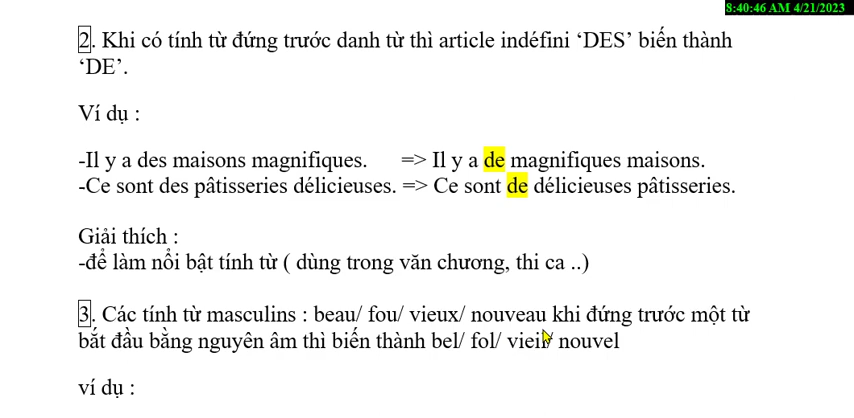 8:40:46 AM 4/21/2023
2. Khi có tính từ đứng trước danh từ thì article indéfini ‘DES’ biến thành
‘DE’.
Ví dụ :
-Il y a des maisons magnifiques. => Il y a de magnifiques maisons.
-Ce sont des pâtisseries délicieuses. => Ce sont de délicieuses pâtisseries.
Giải thích :
-để làm nổi bật tính từ ( dùng trong văn chương, thi ca ..)
3. Các tính từ masculins : beau/ fou/ vieux/ nouveau khi đứng trước một từ
bắt đầu bằng nguyên âm thì biến thành bel/ fol/ vieil/ nouvel
ví dụ :